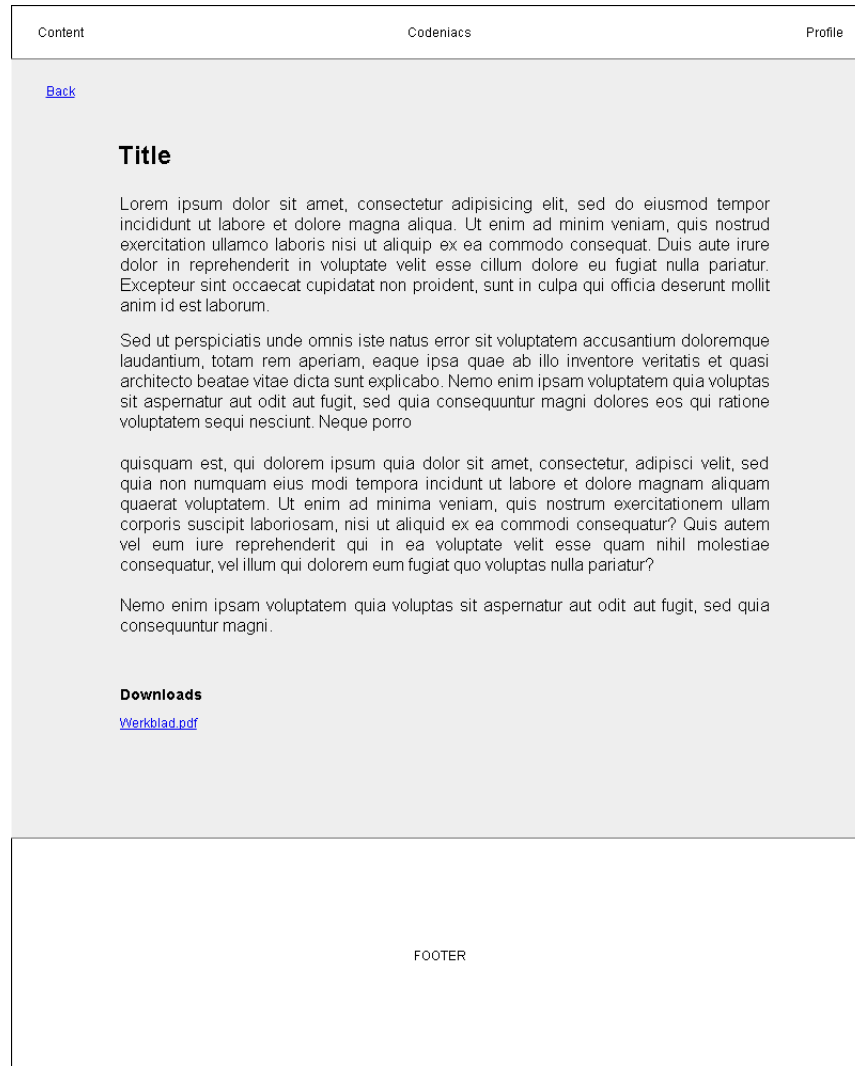 Content Codeniacs Profile
Back
Title
Lorem ipsum dolor sit amet, consectetur adipisicing elit, sed do eiusmod tempor
incididunt ut labore et dolore magna aliqua. Ut enim ad minim veniam, quis nostrud
exercitation ullamco laboris nisi ut aliquip ex ea commodo consequat. Duis aute irure
dolor in reprehenderit in voluptate velit esse cillum dolore eu fugiat nulla pariatur.
Excepteur sint occaecat cupidatat non proident, sunt in culpa qui officia deserunt mollit
anim id est laborum.
Sed ut perspiciatis unde omnis iste natus error sit voluptatem accusantium doloremque
laudantium, totam rem aperiam, eaque ipsa quae ab illo inventore veritatis et quasi
architecto beatae vitae dicta sunt explicabo. Nemo enim ipsam voluptatem quia voluptas
sit aspernatur aut odit aut fugit, sed quia consequuntur magni dolores eos qui ratione
voluptatem sequi nesciunt. Neque porro
quisquam est, qui dolorem ipsum quia dolor sit amet, consectetur, adipisci velit, sed
quia non numquam eius modi tempora incidunt ut labore et dolore magnam aliquam
quaerat voluptatem. Ut enim ad minima veniam, quis nostrum exercitationem ullam
corporis suscipit laboriosam, nisi ut aliquid ex ea commodi consequatur? Quis autem
vel eum iure reprehenderit qui in ea voluptate velit esse quam nihil molestiae
consequatur, vel illum qui dolorem eum fugiat quo voluptas nulla pariatur?
Nemo enim ipsam voluptatem quia voluptas sit aspernatur aut odit aut fugit, sed quia
consequuntur magni.
Downloads
Werkblad.pdf
FOOTER